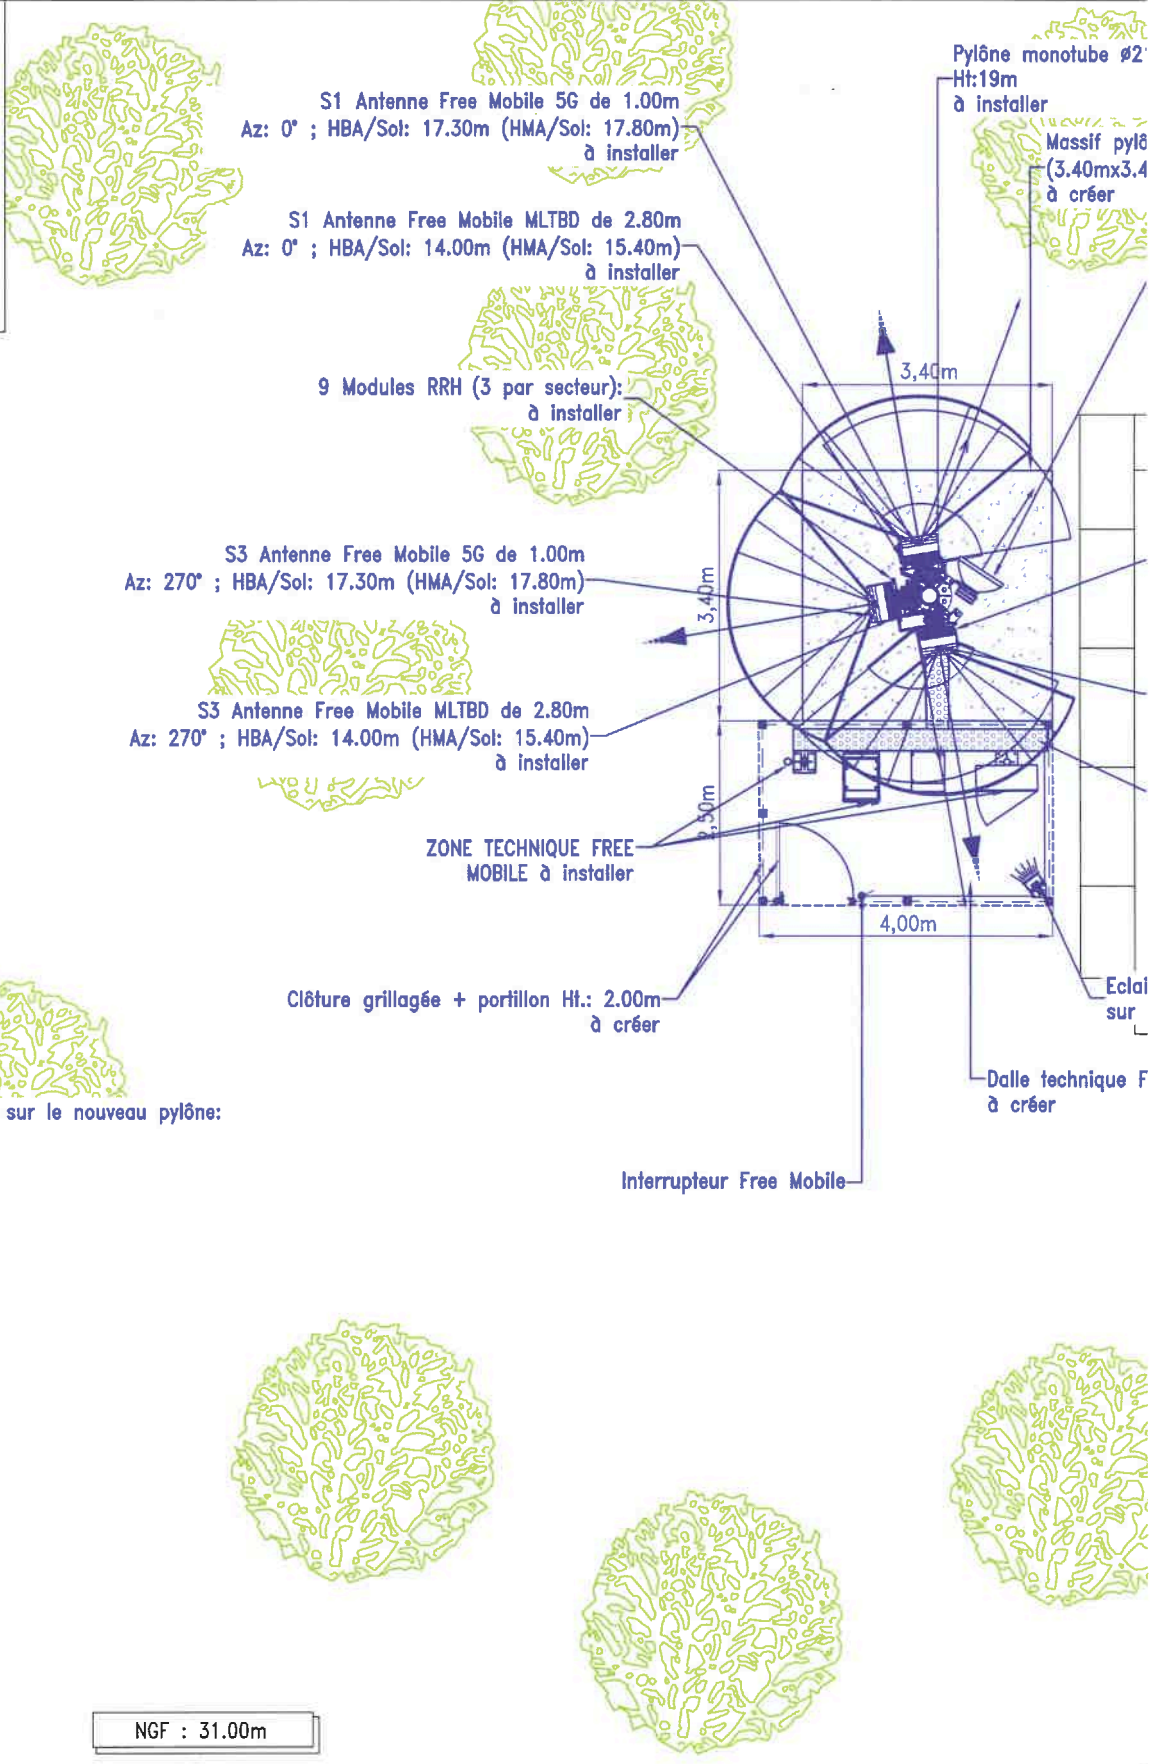 Pylône monotube ø2
Ht:19m
à installer
S1 Antenne Free Mobile 5G de 1.00m
Az: 0° ; HBA/Sol: 17.30m (HMA/Sol: 17.80m)
à installer
Massif pylô
(3.40mx3.4
à créer
S1 Antenne Free Mobile MLTBD de 2.80m
Az: 0° ; HBA/Sol: 14.00m (HMA/Sol: 15.40m)
à installer
3,40m
9 Modules RRH (3 par secteur):
à installer
S3 Antenne Free Mobile 5G de 1.00m
Az: 270° ; HBA/Sol: 17.30m (HMA/Sol: 17.80m)
à installer
3,40m
S3 Antenne Free Mobile MLTBD de 2.80m
Az: 270° ; HBA/Sol: 14.00m (HMA/Sol: 15.40m)
à installer
2,50m
ZONE TECHNIQUE FREE
MOBILE à installer
4,00m
Clôture grillagée + portillon Ht.: 2.00m
à créer
Eclai
sur
Dalle technique F
à créer
sur le nouveau pylône:
Interrupteur Free Mobile
NGF : 31.00m